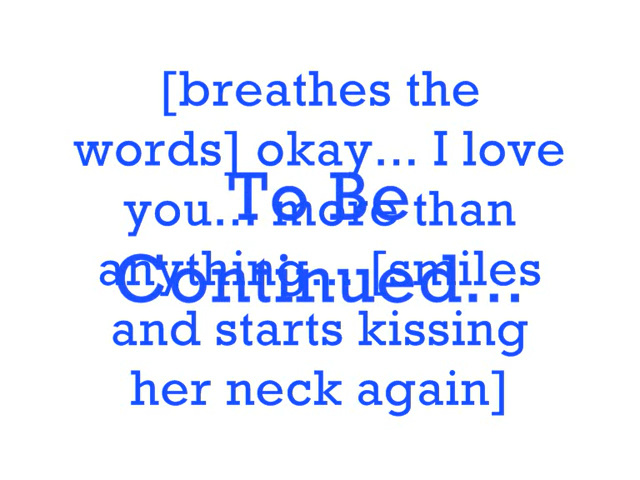 [breathes the
words] okay... I love
you... more than
anything... [smiles
and starts kissing
her neck again]
To Be
Continued...